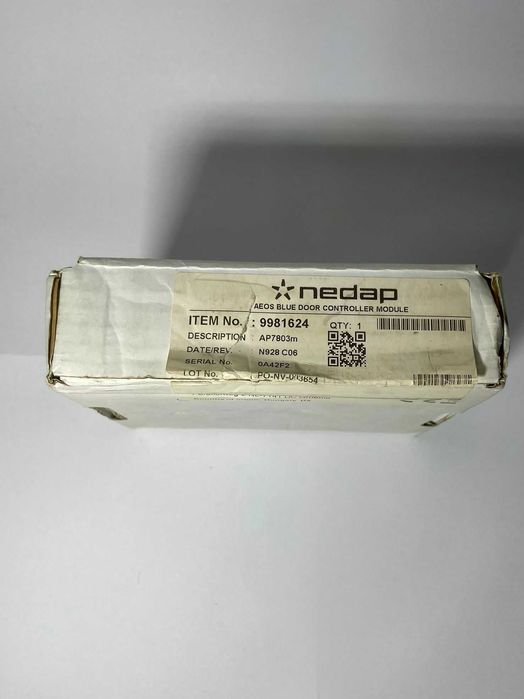 nedap
AEOS BLUE DOOR CONTROLLER MODULE
ITEM No. : 9981624 QTY: 1
DESCRIPTION : AP7803m
DATE/REV. : N928 C06
SERIAL No. 0A42F2
LOT No.